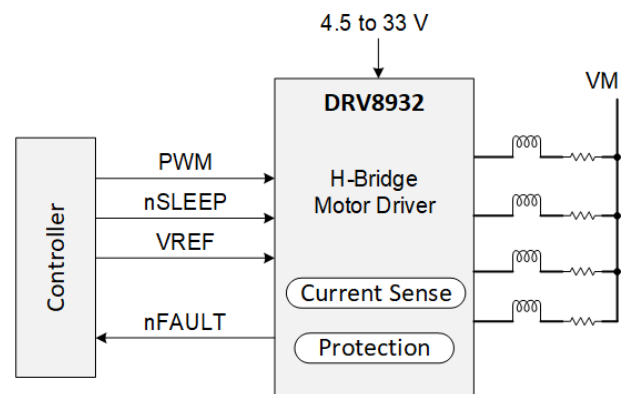 4.5 to 33 V
DRV8932
VM
H-Bridge
Motor Driver
Controller
PWM
nSLEEP
VREF
nFAULT
Current Sense
Protection